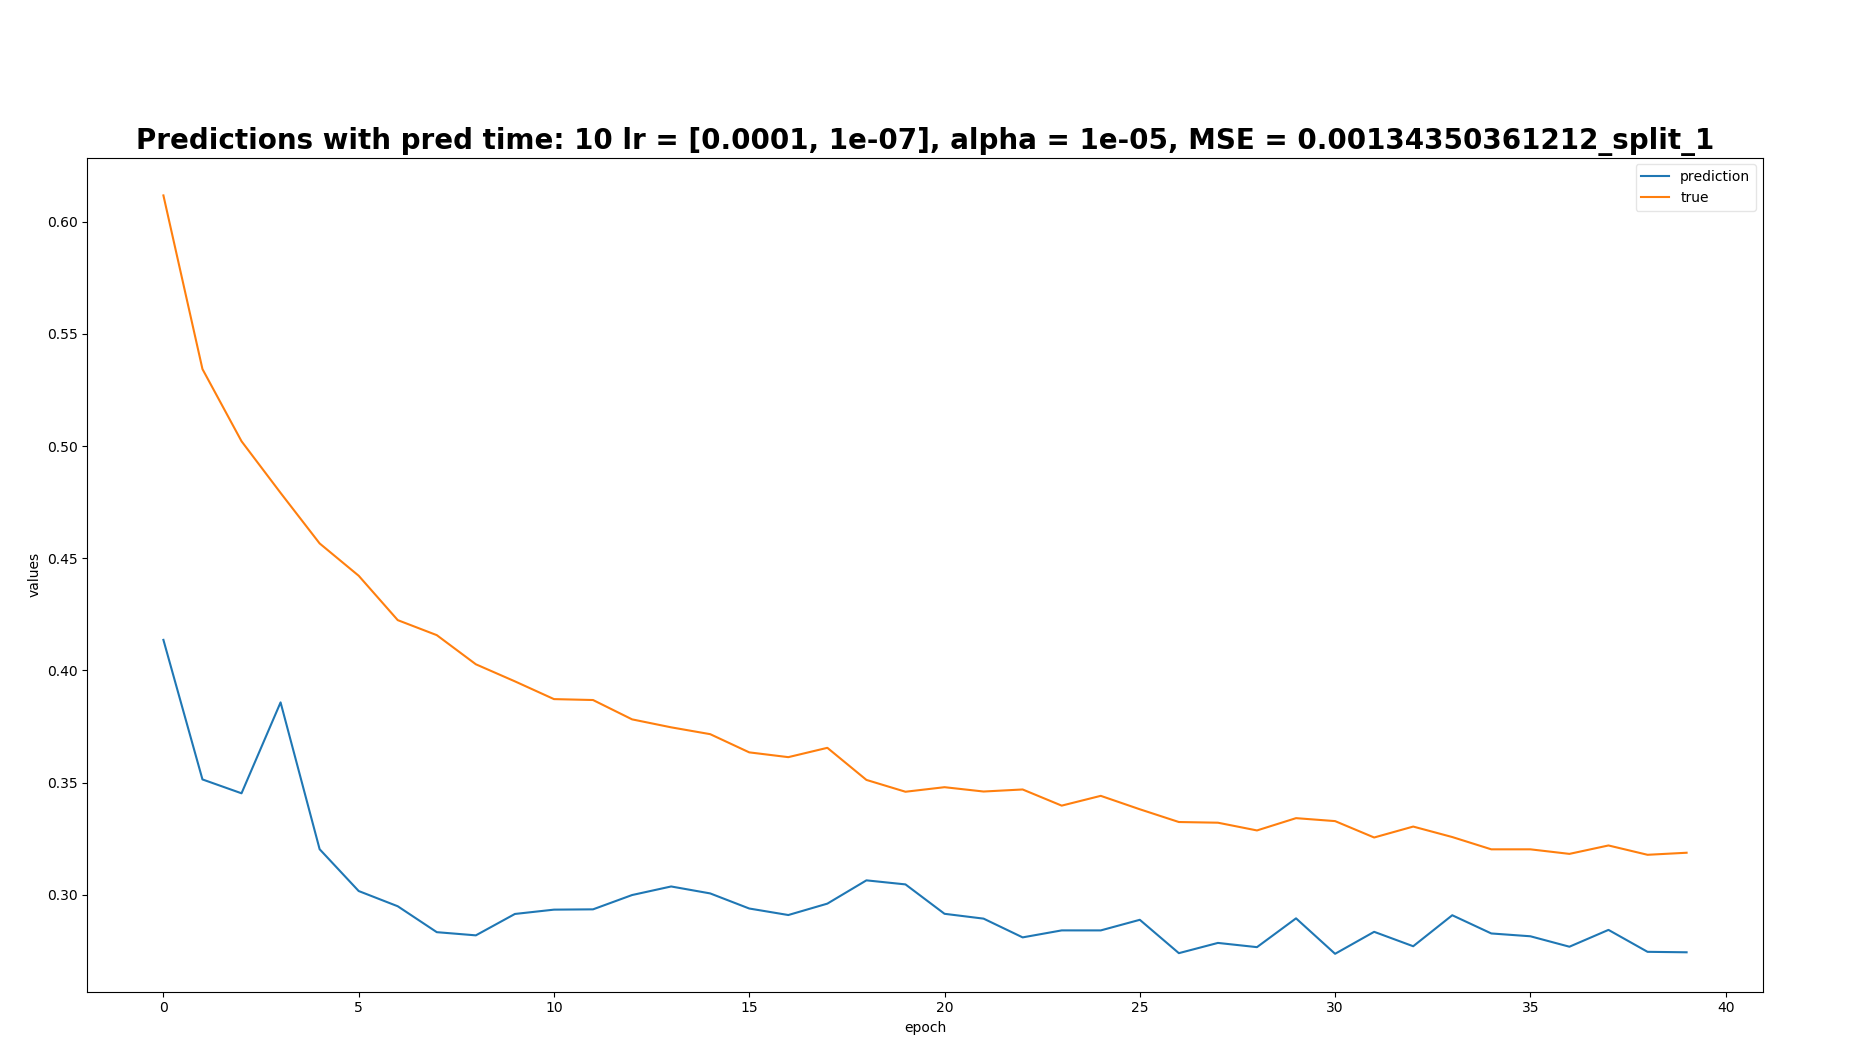 Predictions with pred time: 10 lr = [0.0001, 1e-07], alpha = 1e-05, MSE = 0.00134350361212_split_1
prediction
true
0.60
0.55
0.50
0.45
0.40
0.35
0.30
values
0 5 10 15 20 25 30 35 40
epoch